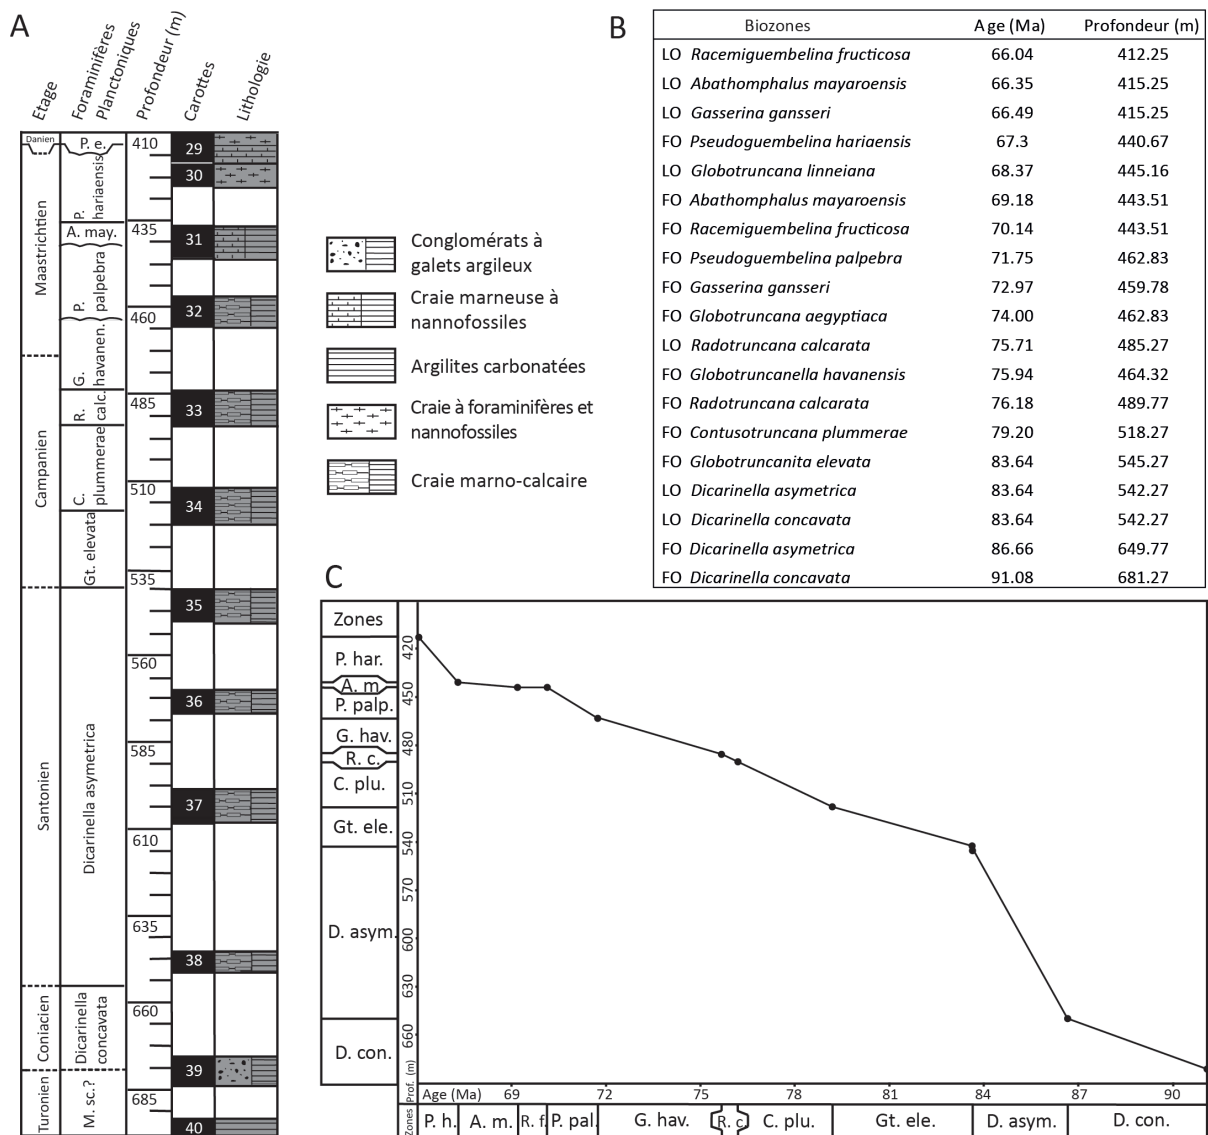 A
Etage
Foraminifères
Planctoniques
Profondeur (m)
Carottes
Lithologie
Danien
Maastrichtien
Campanien
Santonien
Coniacien
Turonien
P. e.
P.
hariaensis
A. may.
P.
palpebra
G.
havanen.
R.
calc.
C.
plummerae
Gt. elevata
Dicarinella asymetrica
Dicarinella
concavata
M. sc.?
410
435
460
485
510
535
560
585
610
635
660
685
29
30
31
32
33
34
35
36
37
38
39
40
Conglomérats à
galets argileux
Craie marneuse à
nannofossiles
Argilites carbonatées
Craie à foraminifères et
nannofossiles
Craie marno-calcaire
B
Biozones Age (Ma) Profondeur (m)
LO Racemiguembelina fructicosa 66.04 412.25
LO Abathomphalus mayaroensis 66.35 415.25
LO Gasserina gansseri 66.49 415.25
FO Pseudoguembelina hariaensis 67.3 440.67
LO Globotruncana linneiana 68.37 445.16
FO Abathomphalus mayaroensis 69.18 443.51
FO Racemiguembelina fructicosa 70.14 443.51
FO Pseudoguembelina palpebra 71.75 462.83
FO Gasserina gansseri 72.97 459.78
FO Globotruncana aegyptiaca 74.00 462.83
LO Radotruncana calcarata 75.71 485.27
FO Globotruncanella havanensis 75.94 464.32
FO Radotruncana calcarata 76.18 489.77
FO Contusotruncana plummerae 79.20 518.27
FO Globotruncanita elevata 83.64 545.27
LO Dicarinella asymetrica 83.64 542.27
LO Dicarinella concavata 83.64 542.27
FO Dicarinella asymetrica 86.66 649.77
FO Dicarinella concavata 91.08 681.27
C
Zones
P. har.
A. m
P. palp.
G. hav.
R. c.
C. plu.
Gt. ele.
D. asym.
D. con.
420
450
480
510
540
570
600
630
660
Prof. (m)
Age (Ma) 69 72 75 78 81 84 87 90
Zones P. h. A. m. R. f. P. pal. G. hav. R. c. C. plu. Gt. ele. D. asym. D. con.